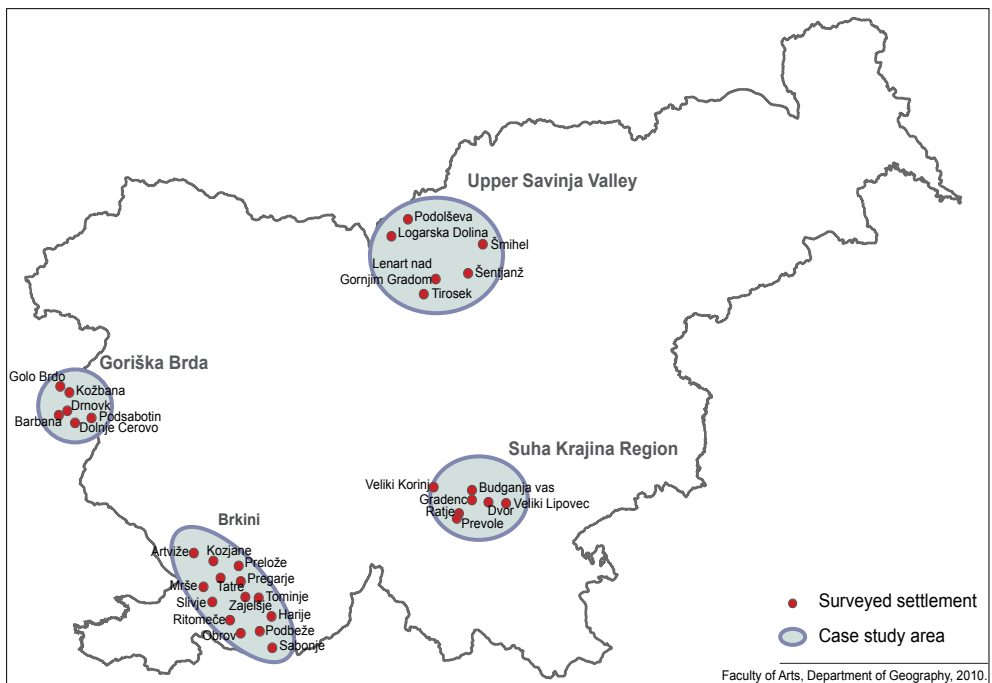 Upper Savinja Valley
Podolševa
Logarska Dolina
Šmihel
Lenart nad
Gornjim Gradom
Šentjanž
Tirosek
Goriška Brda
Golo Brdo
Kožbana
Drnovk
Barbana
Podsabotin
Dolnje Cerovo
Suha Krajina Region
Veliki Korinj
Budganja vas
Gradenc
Veliki Lipovec
Ratje
Dvor
Prevole
Brkini
Artviže
Kozjane
Prelože
Pregarje
Mrše
Tatre
Tominje
Slivje
Zajelšje
Harije
Ritomeče
Podbeže
Obrov
Sabonje
Surveyed settlement
Case study area
Faculty of Arts, Department of Geography, 2010.